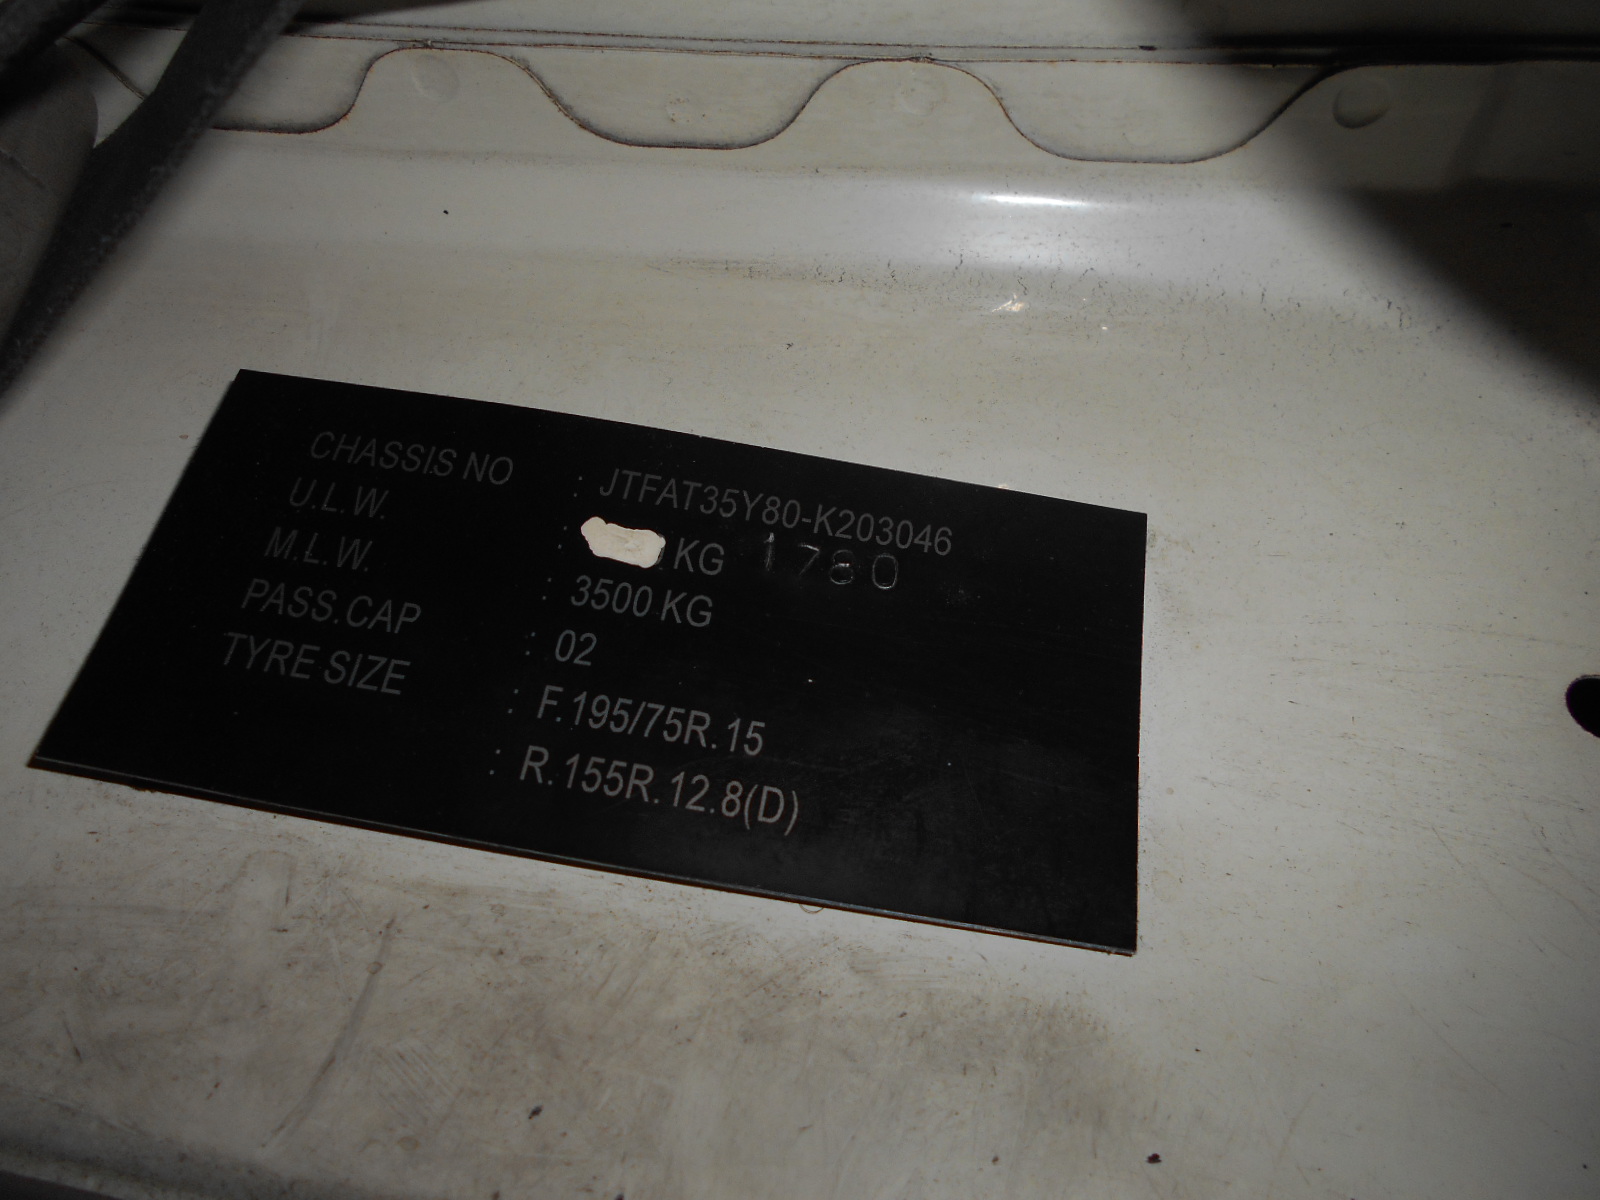 CHASSIS NO : JTFAT35Y80-K203046
U.L.W. : KG 1780
M.L.W. : 3500 KG
PASS.CAP : 02
TYRE SIZE : F.195/75R.15
: R.155R.12.8(D)